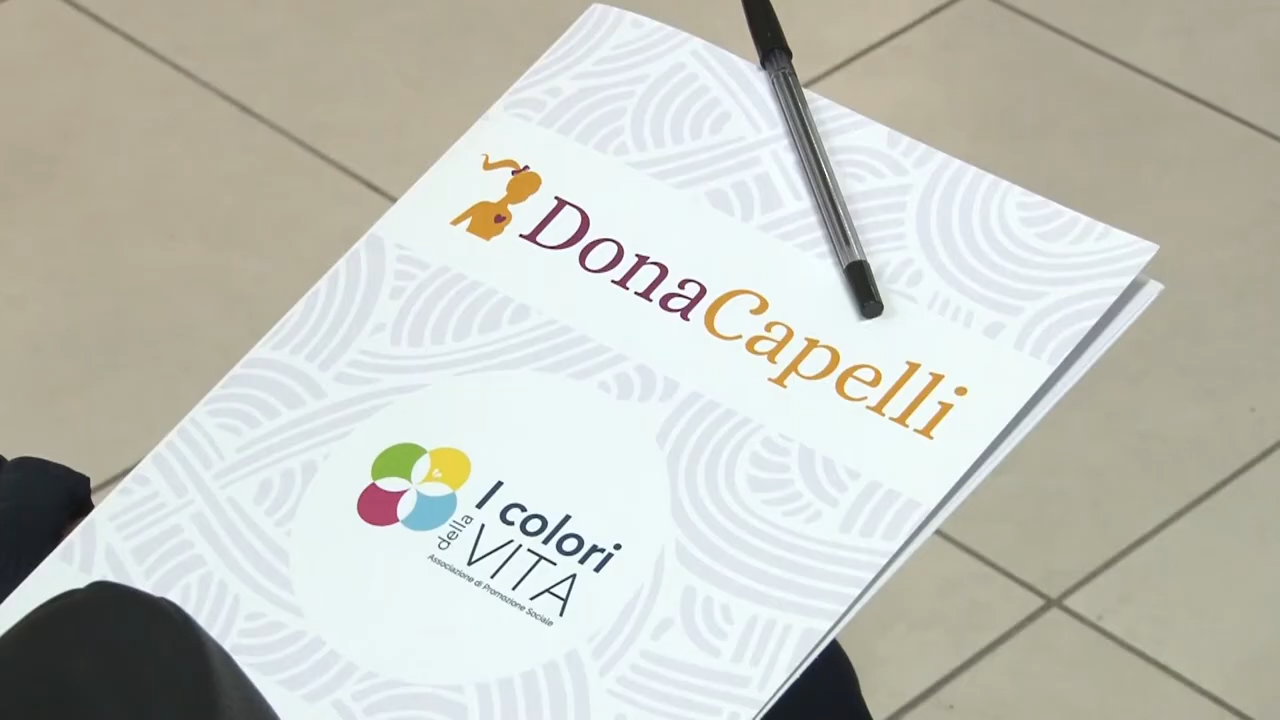 DonaCapelli
I colori
della
VITA
Associazione di Promozione Sociale